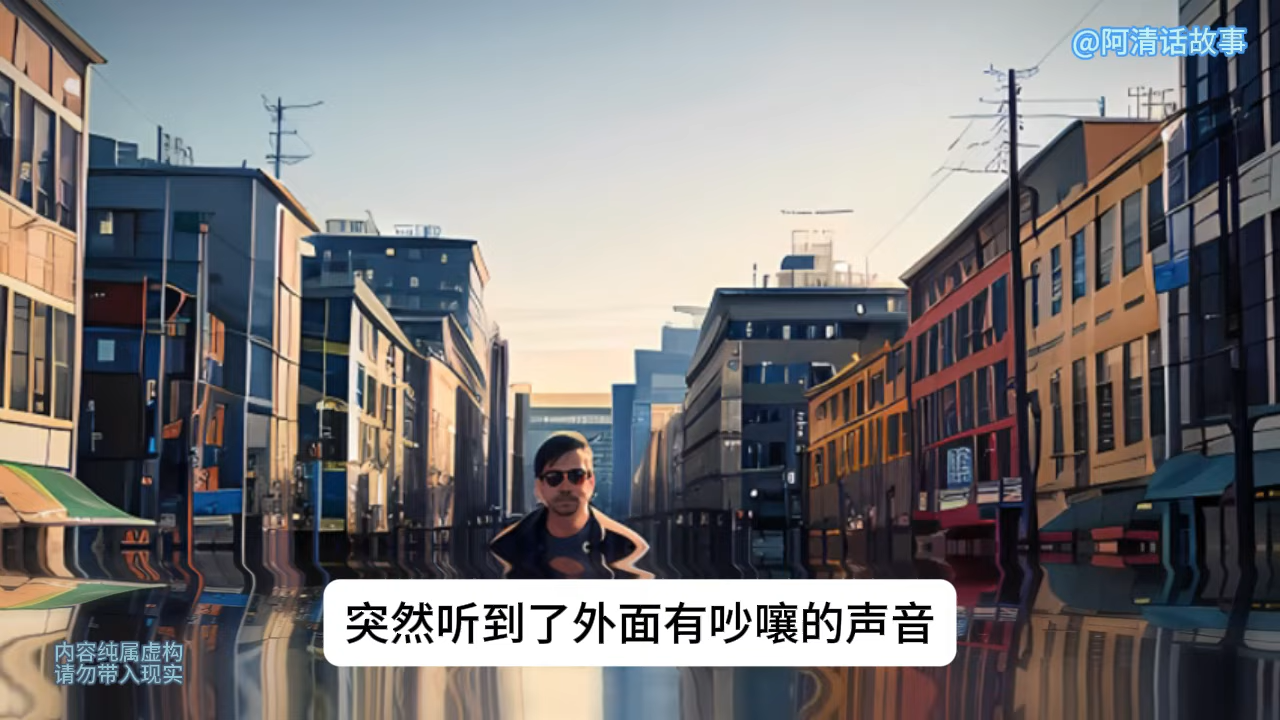 @阿清话故事
突然听到了外面有吵嚷的声音
内容纯属虚构
请勿带入现实